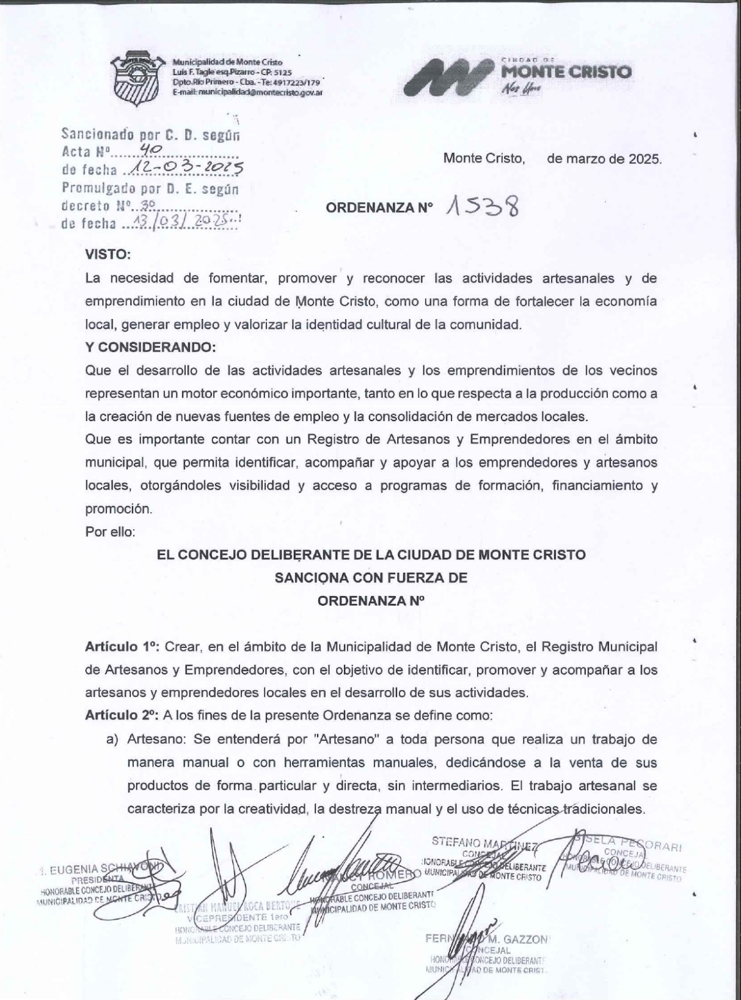 Municipalidad de Monte Cristo
Luis F. Tagle esq.Pizarro - CP: 5125
Dpto.Río Primero - Cba. - Te: 4917223/179
E-mail: municipalidad@montecristo.gov.ar
CIUDAD DE
MONTE CRISTO
Nos Une
Sancionado por C. D. según
Acta Nº...... 40 ..................
de fecha ..12-03-2025
Promulgado por D. E. según
decreto Nº..30..................
de fecha ....13/03/2025...
Monte Cristo, de marzo de 2025.
ORDENANZA Nº 1538
VISTO:
La necesidad de fomentar, promover y reconocer las actividades artesanales y de
emprendimiento en la ciudad de Monte Cristo, como una forma de fortalecer la economía
local, generar empleo y valorizar la identidad cultural de la comunidad.
Y CONSIDERANDO:
Que el desarrollo de las actividades artesanales y los emprendimientos de los vecinos
representan un motor económico importante, tanto en lo que respecta a la producción como a
la creación de nuevas fuentes de empleo y la consolidación de mercados locales.
Que es importante contar con un Registro de Artesanos y Emprendedores en el ámbito
municipal, que permita identificar, acompañar y apoyar a los emprendedores y artesanos
locales, otorgándoles visibilidad y acceso a programas de formación, financiamiento y
promoción.
Por ello:
EL CONCEJO DELIBERANTE DE LA CIUDAD DE MONTE CRISTO
SANCIONA CON FUERZA DE
ORDENANZA Nº
Artículo 1º: Crear, en el ámbito de la Municipalidad de Monte Cristo, el Registro Municipal
de Artesanos y Emprendedores, con el objetivo de identificar, promover y acompañar a los
artesanos y emprendedores locales en el desarrollo de sus actividades.
Artículo 2º: A los fines de la presente Ordenanza se define como:
a) Artesano: Se entenderá por "Artesano" a toda persona que realiza un trabajo de
manera manual o con herramientas manuales, dedicándose a la venta de sus
productos de forma particular y directa, sin intermediarios. El trabajo artesanal se
caracteriza por la creatividad, la destreza manual y el uso de técnicas tradicionales.
EUGENIA SCHIAVONI
PRESIDENTA
HONORABLE CONCEJO DELIBERANTE
MUNICIPALIDAD DE MONTE CRISTO
CRISTIAN MANUEL ROCA BERTONE
VICEPRESIDENTE 1ero
HONORABLE CONCEJO DELIBERANTE
MUNICIPALIDAD DE MONTE CRISTO
NANCY ROMERO
CONCEJAL
HONORABLE CONCEJO DELIBERANT
MUNICIPALIDAD DE MONTE CRISTO
STEFANO MARTINEZ
CONCEJAL
HONORABLE CONCEJO DELIBERANTE
MUNICIPALIDAD DE MONTE CRISTO
GISELA PECORARI
CONCEJAL
HONORABLE CONCEJO DELIBERANTE
MUNICIPALIDAD DE MONTE CRISTO
FERNANDO M. GAZZON
CONCEJAL
HONORABLE CONCEJO DELIBERANT
MUNICIPALIDAD DE MONTE CRIST